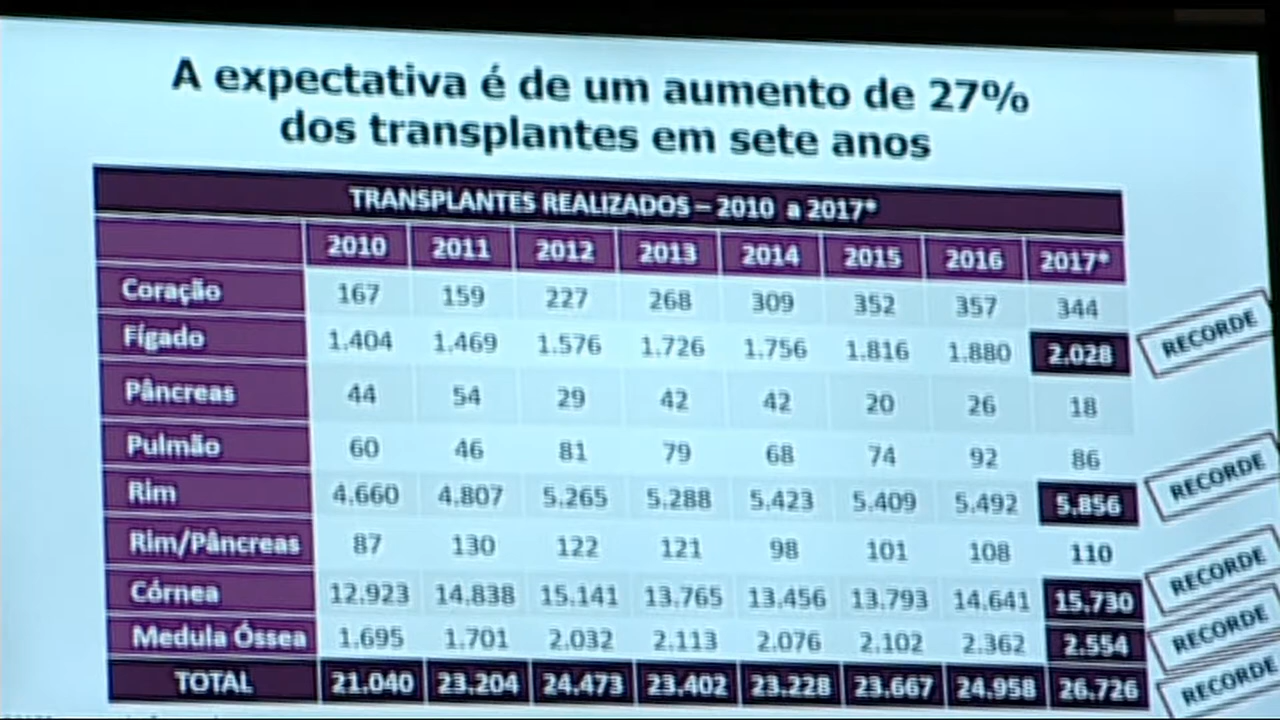 A expectativa é de um aumento de 27%
dos transplantes em sete anos
TRANSPLANTES REALIZADOS – 2010 a 2017*
2010 2011 2012 2013 2014 2015 2016 2017*
Coração 167 159 227 268 309 352 357 344
Fígado 1.404 1.469 1.576 1.726 1.756 1.816 1.880 2.028 RECORDE
Pâncreas 44 54 29 42 42 20 26 18
Pulmão 60 46 81 79 68 74 92 86
Rim 4.660 4.807 5.265 5.288 5.423 5.409 5.492 5.856 RECORDE
Rim/Pâncreas 87 130 122 121 98 101 108 110
Córnea 12.923 14.838 15.141 13.765 13.456 13.793 14.641 15.730 RECORDE
Medula Óssea 1.695 1.701 2.032 2.113 2.076 2.102 2.362 2.554 RECORDE
TOTAL 21.040 23.204 24.473 23.402 23.228 23.667 24.958 26.726 RECORDE